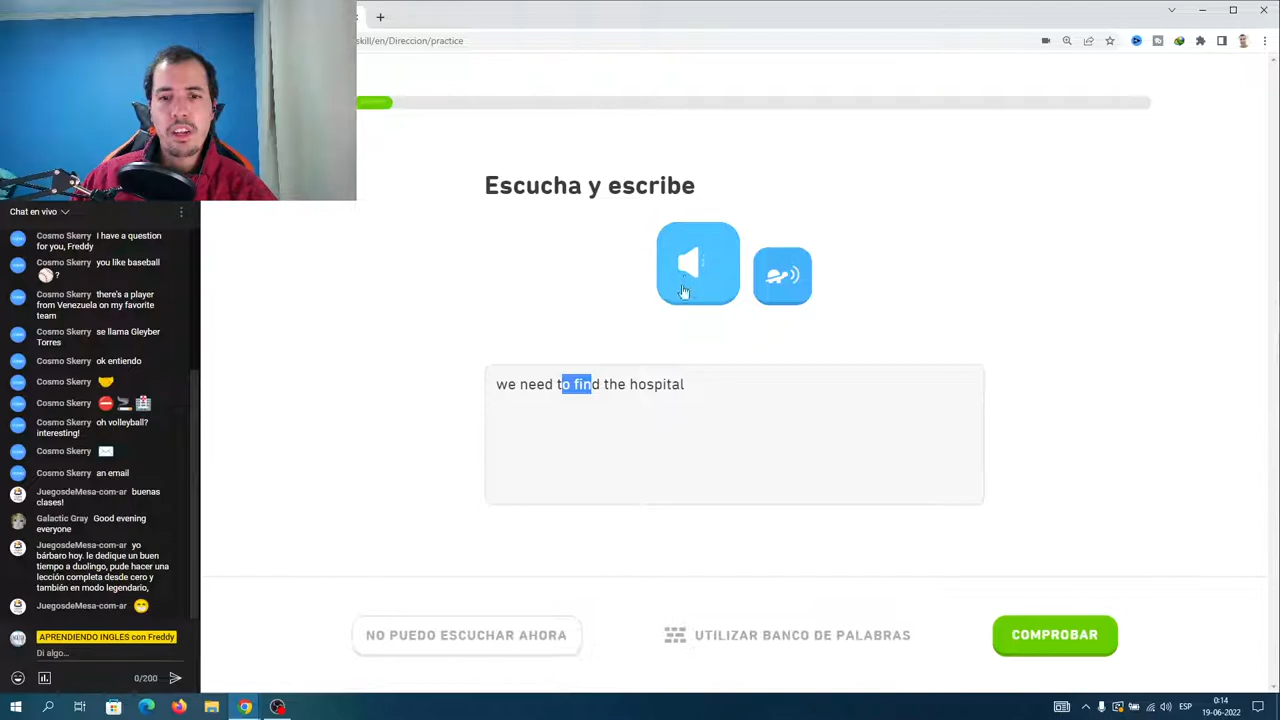 skill/en/Direccion/practice
Escucha y escribe
we need to find the hospital
NO PUEDO ESCUCHAR AHORA
UTILIZAR BANCO DE PALABRAS
COMPROBAR
Chat en vivo
Cosmo Skerry I have a question
for you, Freddy
Cosmo Skerry you like baseball
⚾ ?
Cosmo Skerry there's a player
from Venezuela on my favorite
team
Cosmo Skerry se llama Gleyber
Torres
Cosmo Skerry ok entiendo
Cosmo Skerry 🤝
Cosmo Skerry ⛔ 🚬 🏥
Cosmo Skerry oh volleyball?
interesting!
Cosmo Skerry ✉️
Cosmo Skerry an email
JuegosdeMesa-com-ar buenas
clases!
Galactic Gray Good evening
everyone
JuegosdeMesa-com-ar yo
bárbaro hoy. le dedique un buen
tiempo a duolingo, pude hacer una
lección completa desde cero y
también en modo legendario,
JuegosdeMesa-com-ar 😁
APRENDIENDO INGLES con Freddy
Di algo...
0/200
ESP
0:14
19-06-2022